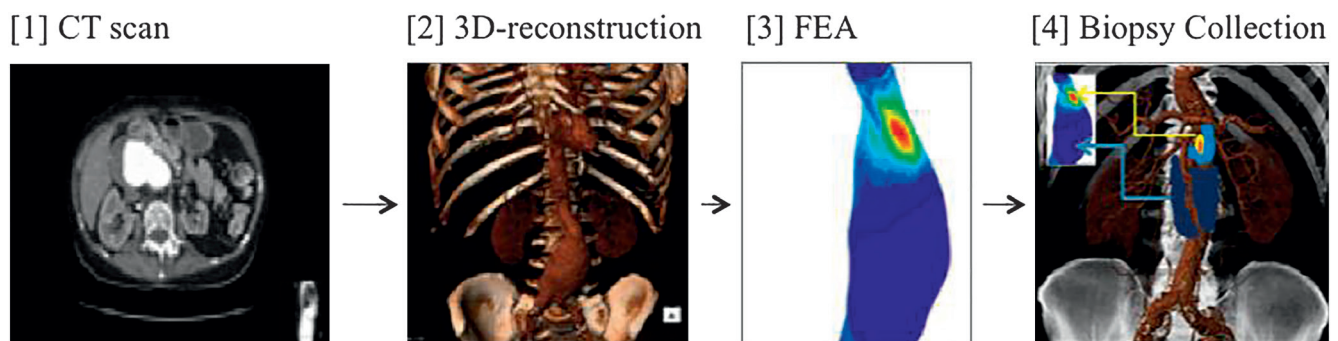 [1] CT scan
[2] 3D-reconstruction
[3] FEA
[4] Biopsy Collection